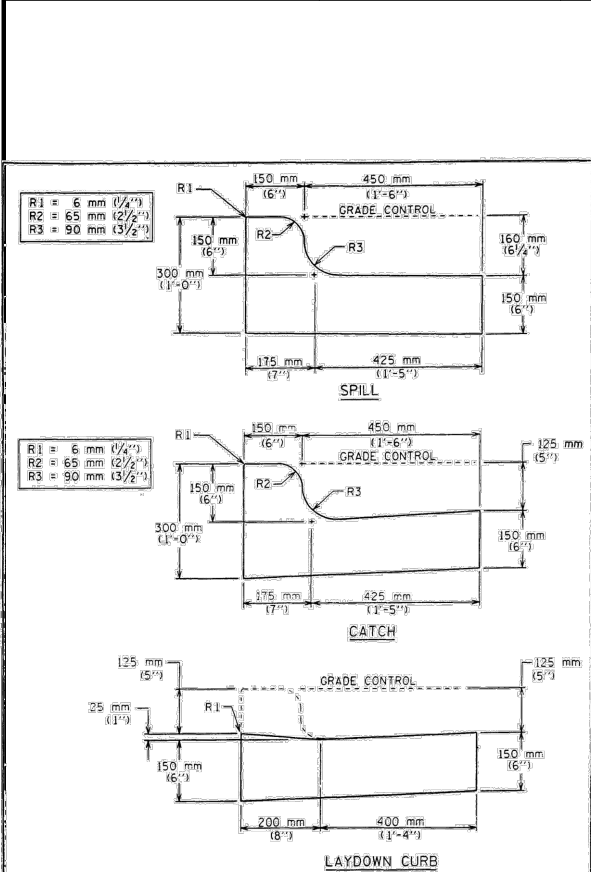 150 mm
(6")
450 mm
(1'-6")
R1
R1 = 6 mm (1/4")
R2 = 65 mm (2 1/2")
R3 = 90 mm (3 1/2")
GRADE CONTROL
R2
R3
150 mm
(6")
160 mm
(6 1/4")
300 mm
(1'-0")
150 mm
(6")
175 mm
(7")
425 mm
(1'-5")
SPILL
150 mm
(6")
450 mm
(1'-6")
R1
R1 = 6 mm (1/4")
R2 = 65 mm (2 1/2")
R3 = 90 mm (3 1/2")
GRADE CONTROL
125 mm
(5")
R2
R3
150 mm
(6")
300 mm
(1'-0")
150 mm
(6")
175 mm
(7")
425 mm
(1'-5")
CATCH
125 mm
(5")
GRADE CONTROL
125 mm
(5")
25 mm
(1")
R1
150 mm
(6")
150 mm
(6")
200 mm
(8")
400 mm
(1'-4")
LAYDOWN CURB